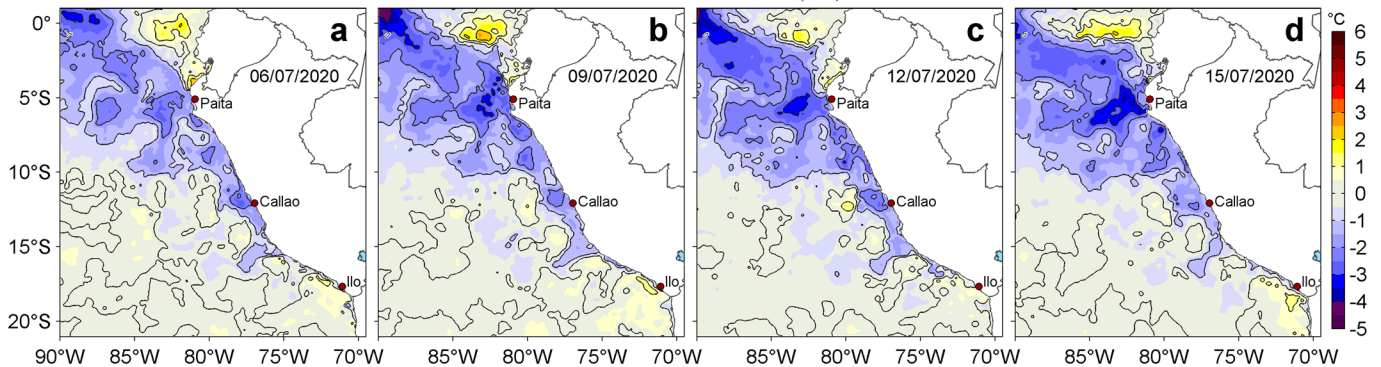 a
b
c
d
°C
0°
5°S
10°S
15°S
20°S
06/07/2020
09/07/2020
12/07/2020
15/07/2020
Paita
Paita
Paita
Paita
Callao
Callao
Callao
Callao
Ilo
Ilo
Ilo
Ilo
6
5
4
3
2
1
0
-1
-2
-3
-4
-5
90°W 85°W 80°W 75°W 70°W
85°W 80°W 75°W 70°W
85°W 80°W 75°W 70°W
85°W 80°W 75°W 70°W